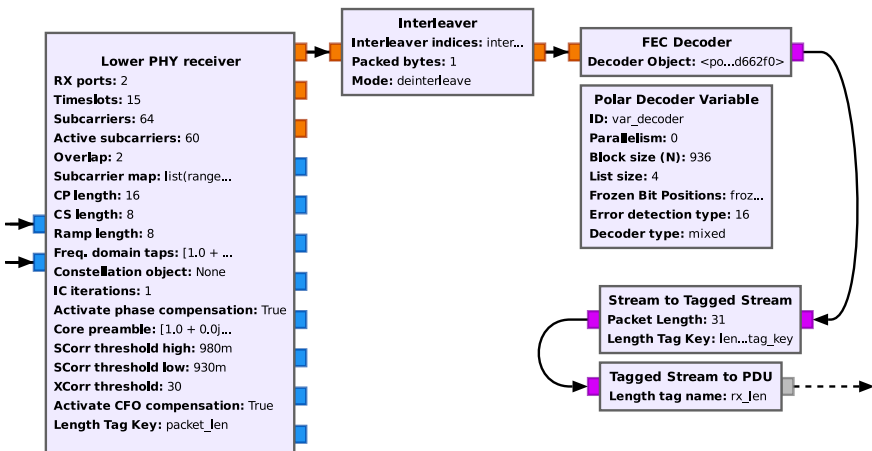 Lower PHY receiver
RX ports: 2
Timeslots: 15
Subcarriers: 64
Active subcarriers: 60
Overlap: 2
Subcarrier map: list(range...
CP length: 16
CS length: 8
Ramp length: 8
Freq. domain taps: [1.0 + ...
Constellation object: None
IC iterations: 1
Activate phase compensation: True
Core preamble: [1.0 + 0.0j...
SCorr threshold high: 980m
SCorr threshold low: 930m
XCorr threshold: 30
Activate CFO compensation: True
Length Tag Key: packet_len
Interleaver
Interleaver indices: inter...
Packed bytes: 1
Mode: deinterleave
FEC Decoder
Decoder Object: <po...d662f0>
Polar Decoder Variable
ID: var_decoder
Parallelism: 0
Block size (N): 936
List size: 4
Frozen Bit Positions: froz...
Error detection type: 16
Decoder type: mixed
Stream to Tagged Stream
Packet Length: 31
Length Tag Key: len...tag_key
Tagged Stream to PDU
Length tag name: rx_len